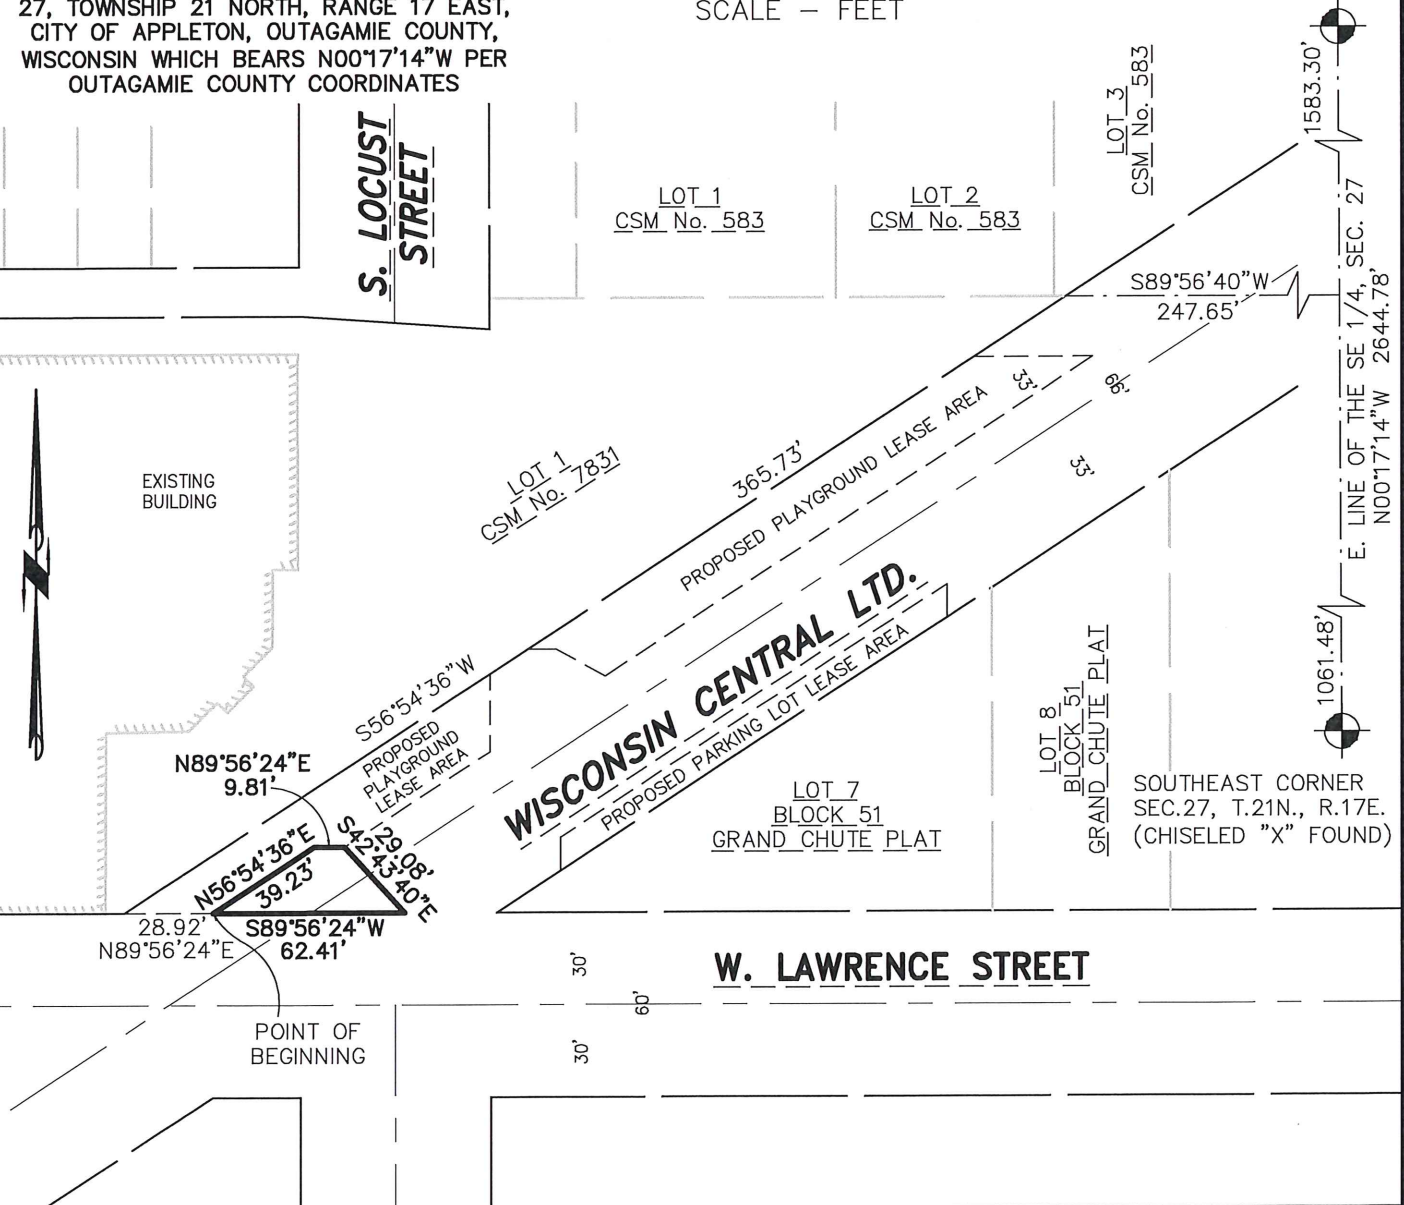 27, TOWNSHIP 21 NORTH, RANGE 17 EAST,
CITY OF APPLETON, OUTAGAMIE COUNTY,
WISCONSIN WHICH BEARS N00°17'14"W PER
OUTAGAMIE COUNTY COORDINATES
SCALE – FEET
S. LOCUST
STREET
LOT 1
CSM No. 583
LOT 2
CSM No. 583
LOT 3
CSM No. 583
1583.30'
S89°56'40"W
247.65'
E. LINE OF THE SE 1/4, SEC. 27
N00°17'14"W 2644.78'
1061.48'
EXISTING
BUILDING
LOT 1
CSM No. 7831
365.73'
S56°54'36"W
PROPOSED PLAYGROUND LEASE AREA
33'
66'
33'
WISCONSIN CENTRAL LTD.
PROPOSED PARKING LOT LEASE AREA
PROPOSED
PLAYGROUND
LEASE AREA
N89°56'24"E
9.81'
N56°54'36"E
39.23'
29.08'
S42°43'40"E
S89°56'24"W
62.41'
28.92'
N89°56'24"E
POINT OF
BEGINNING
LOT 7
BLOCK 51
GRAND CHUTE PLAT
LOT 8
BLOCK 51
GRAND CHUTE PLAT
SOUTHEAST CORNER
SEC.27, T.21N., R.17E.
(CHISELED "X" FOUND)
W. LAWRENCE STREET
30'
60'
30'